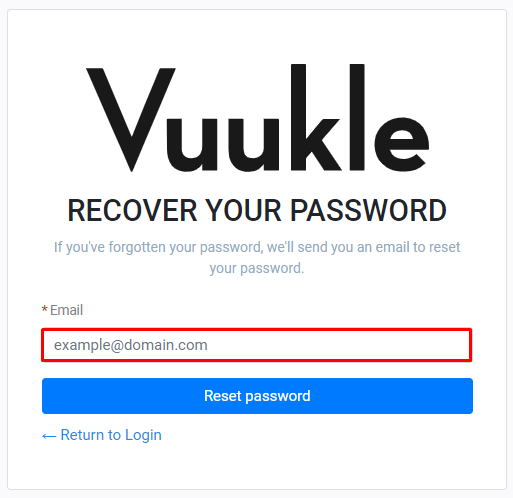 Vuukle
RECOVER YOUR PASSWORD
If you've forgotten your password, we'll send you an email to reset
your password.
*Email
example@domain.com
Reset password
← Return to Login